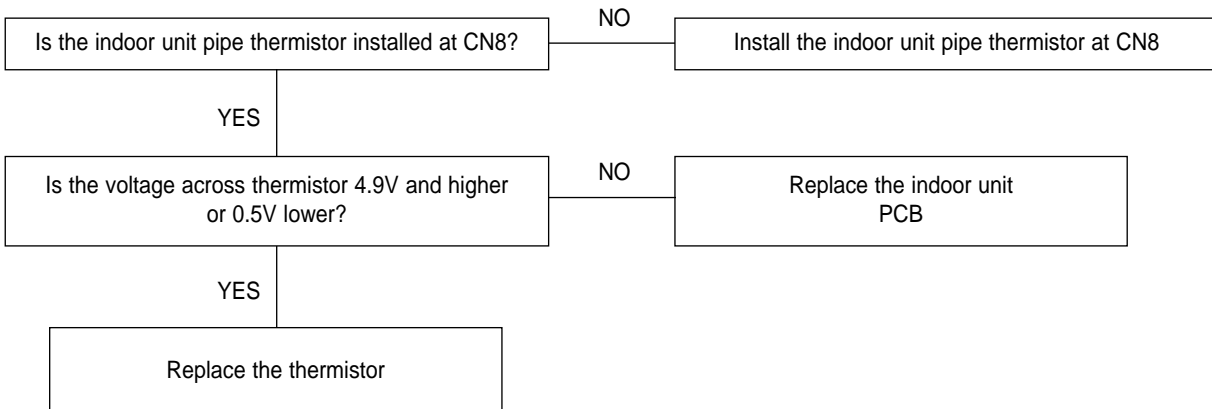 NO
Is the indoor unit pipe thermistor installed at CN8?
Install the indoor unit pipe thermistor at CN8
YES
NO
Is the voltage across thermistor 4.9V and higher
or 0.5V lower?
Replace the indoor unit
PCB
YES
Replace the thermistor